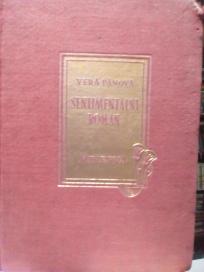 VĚRA PANOVÁ
SENTIMENTÁLNÍ
ROMÁN